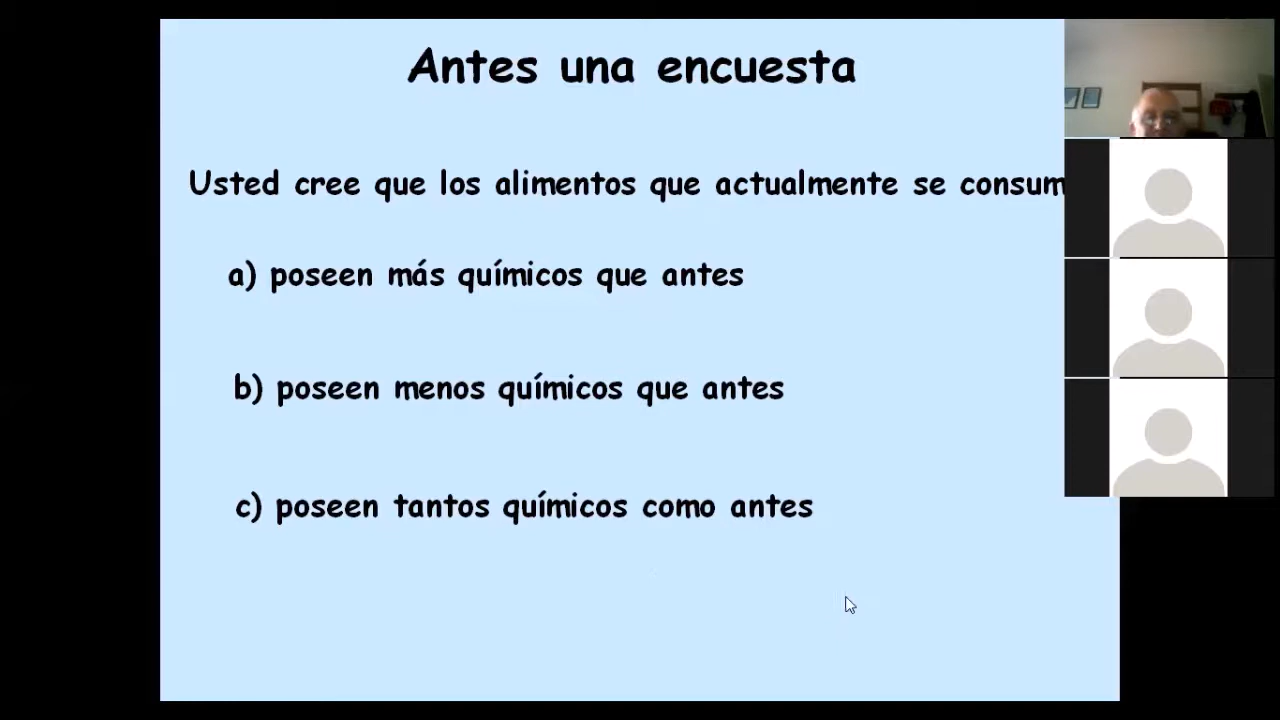 Antes una encuesta
Usted cree que los alimentos que actualmente se consum
a) poseen más químicos que antes
b) poseen menos químicos que antes
c) poseen tantos químicos como antes